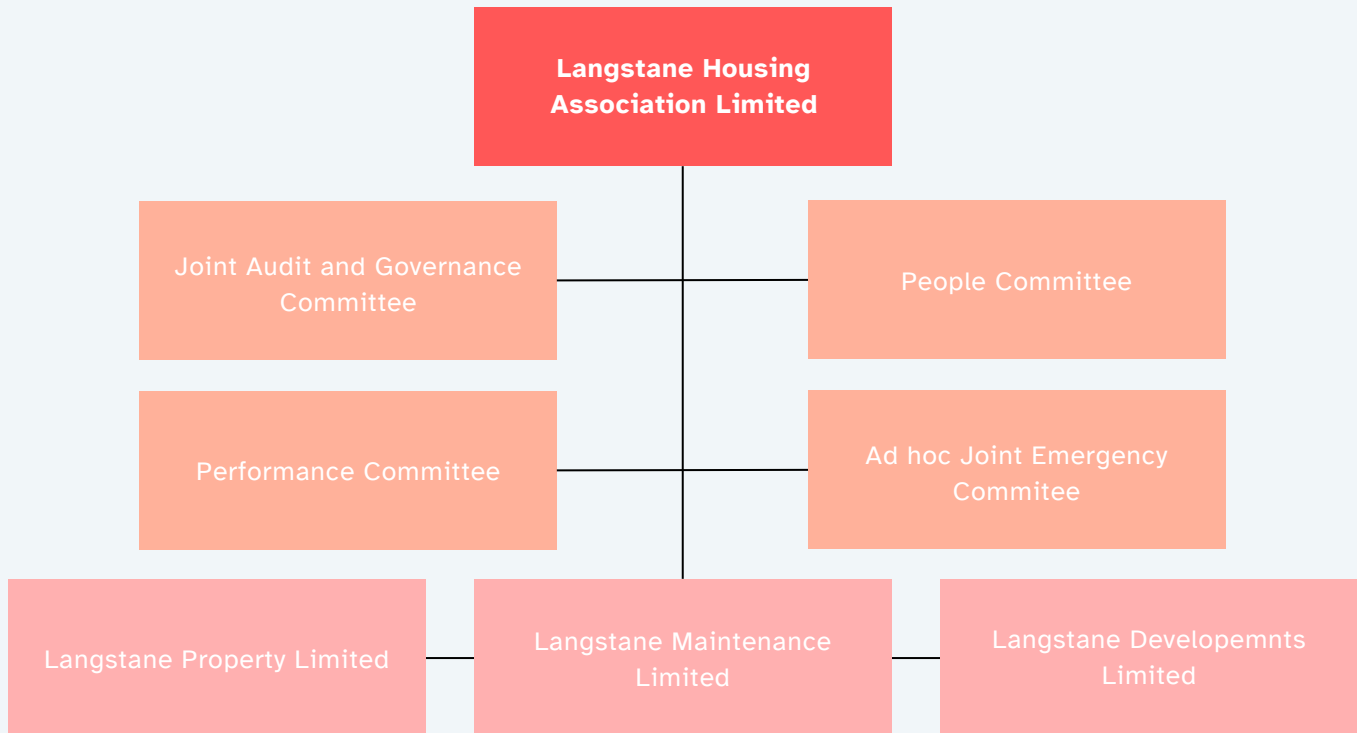 Langstane Housing
Association Limited
Joint Audit and Governance
Committee
People Committee
Performance Committee
Ad hoc Joint Emergency
Commitee
Langstane Property Limited
Langstane Maintenance
Limited
Langstane Developemnts
Limited